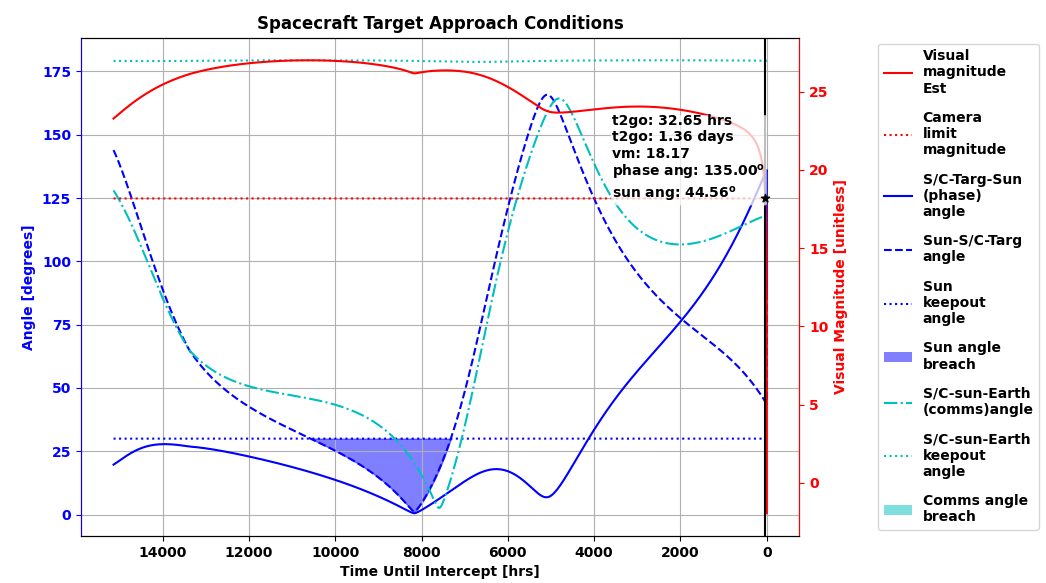 Spacecraft Target Approach Conditions
Angle [degrees]
175
150
125
100
75
50
25
0
14000
12000
10000
8000
6000
4000
2000
0
Time Until Intercept [hrs]
25
20
15
10
5
0
Visual Magnitude [unitless]
t2go: 32.65 hrs
t2go: 1.36 days
vm: 18.17
phase ang: 135.00°
sun ang: 44.56°
Visual
magnitude
Est
Camera
limit
magnitude
S/C-Targ-Sun
(phase)
angle
Sun-S/C-Targ
angle
Sun
keepout
angle
Sun angle
breach
S/C-sun-Earth
(comms)angle
S/C-sun-Earth
keepout
angle
Comms angle
breach